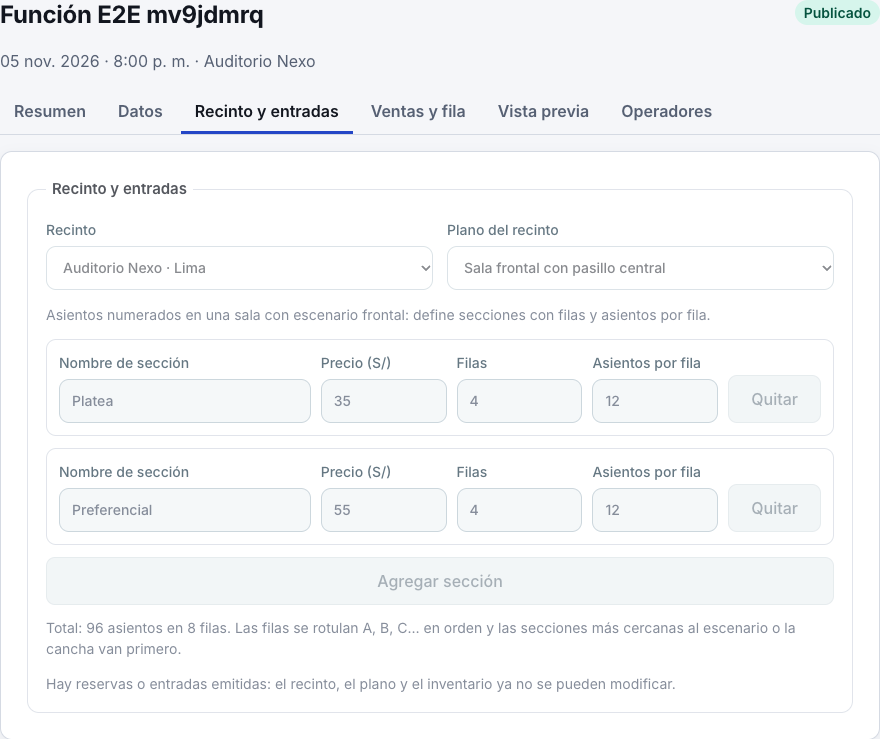 Función E2E mv9jdmrq
Publicado
05 nov. 2026 · 8:00 p. m. · Auditorio Nexo
Resumen Datos Recinto y entradas Ventas y fila Vista previa Operadores
Recinto y entradas
Recinto Plano del recinto
Auditorio Nexo · Lima Sala frontal con pasillo central
Asientos numerados en una sala con escenario frontal: define secciones con filas y asientos por fila.
Nombre de sección Precio (S/) Filas Asientos por fila
Platea 35 4 12 Quitar
Nombre de sección Precio (S/) Filas Asientos por fila
Preferencial 55 4 12 Quitar
Agregar sección
Total: 96 asientos en 8 filas. Las filas se rotulan A, B, C… en orden y las secciones más cercanas al escenario o la
cancha van primero.
Hay reservas o entradas emitidas: el recinto, el plano y el inventario ya no se pueden modificar.